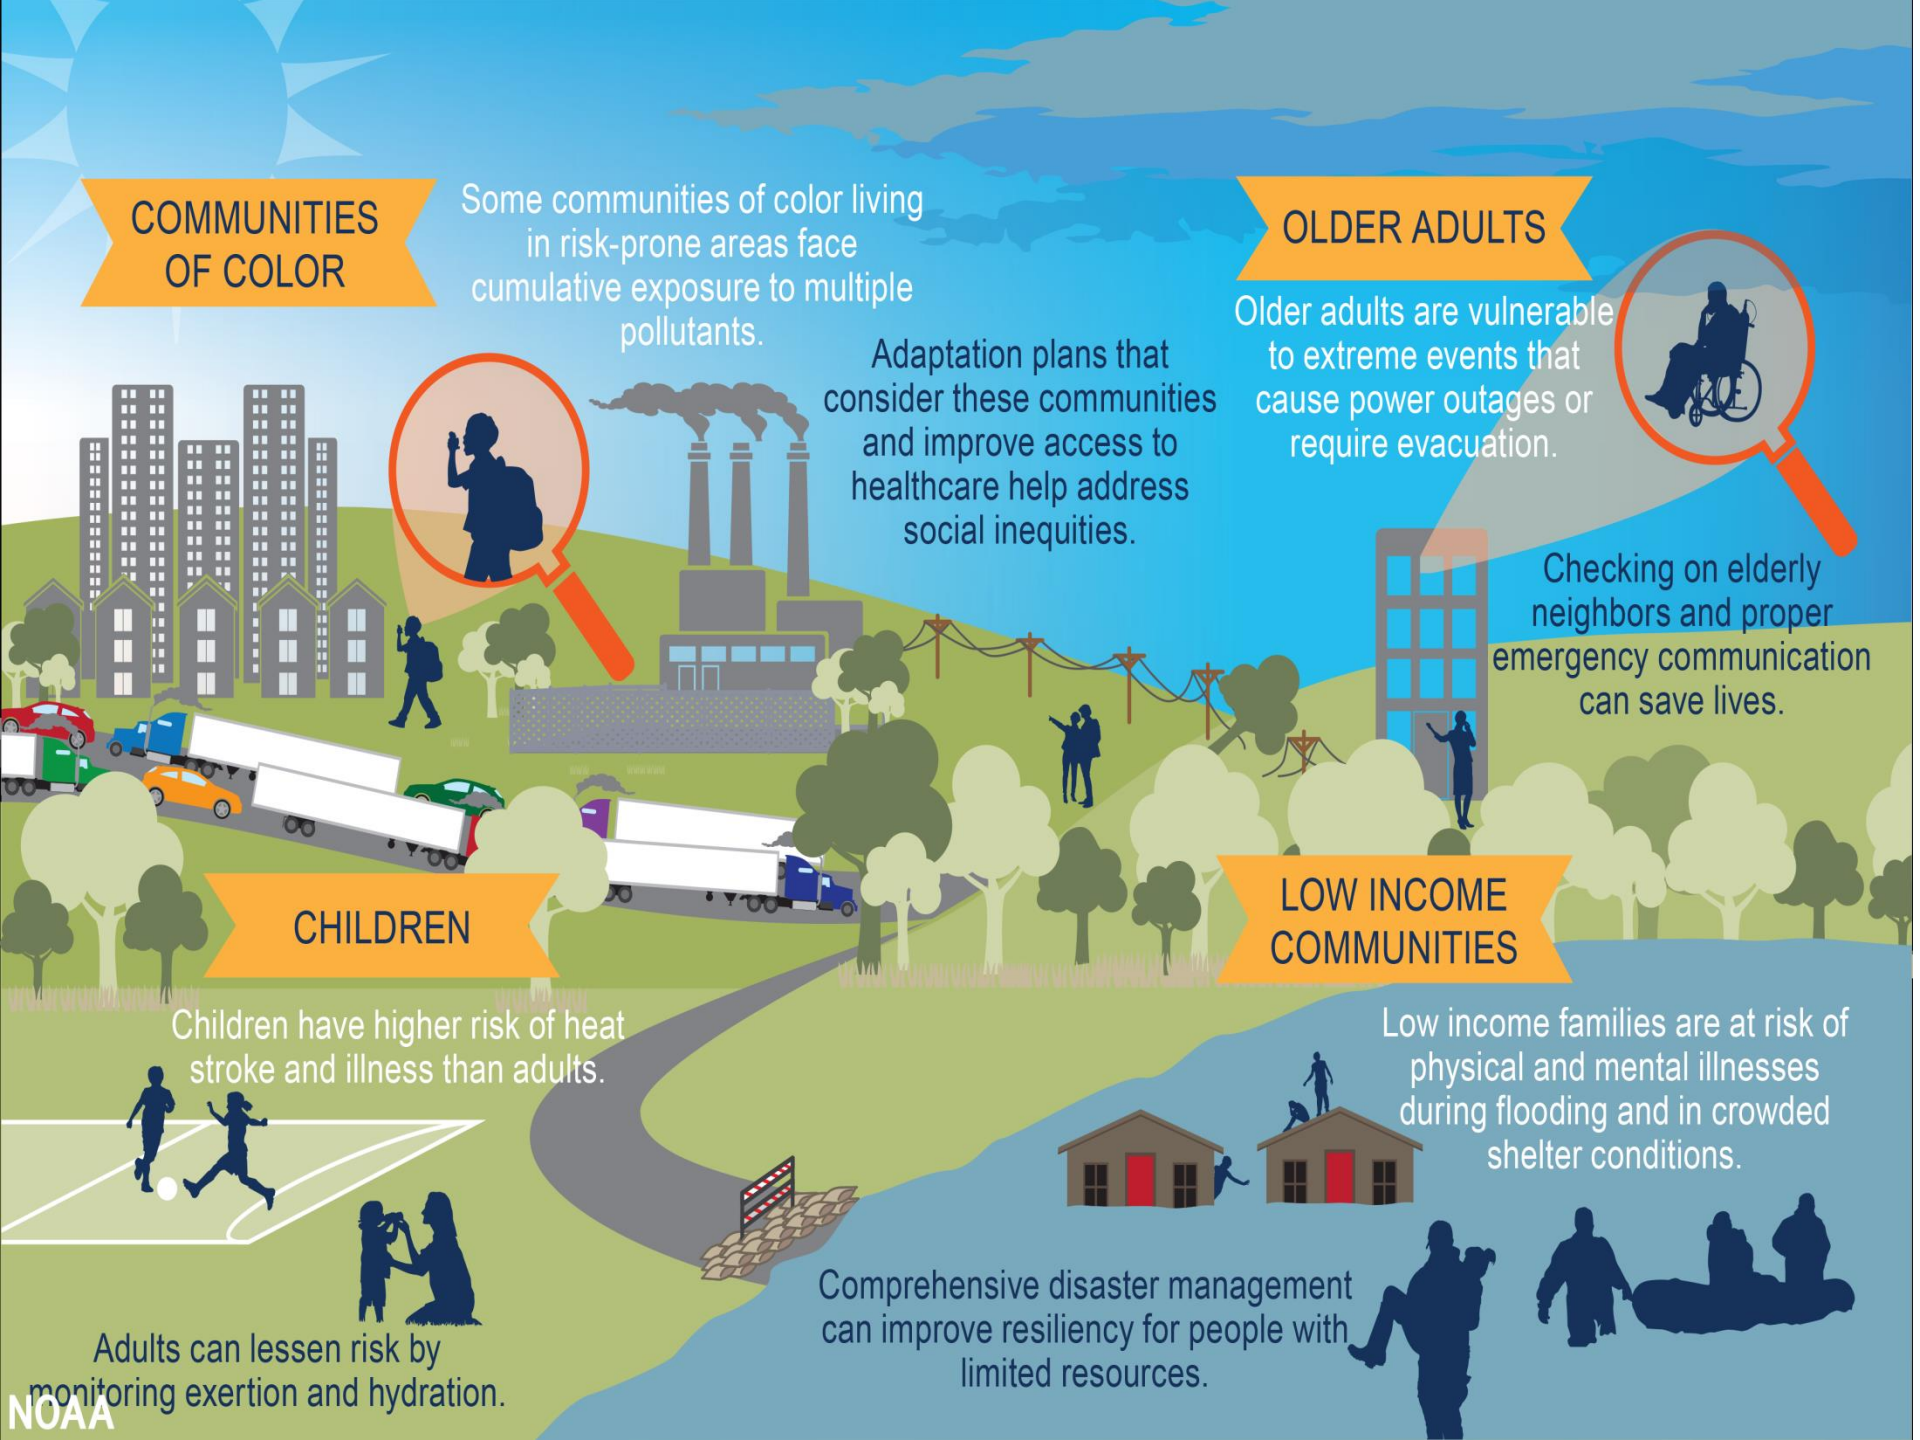 COMMUNITIES
OF COLOR
Some communities of color living
in risk-prone areas face
cumulative exposure to multiple
pollutants.
Adaptation plans that
consider these communities
and improve access to
healthcare help address
social inequities.
OLDER ADULTS
Older adults are vulnerable
to extreme events that
cause power outages or
require evacuation.
Checking on elderly
neighbors and proper
emergency communication
can save lives.
CHILDREN
Children have higher risk of heat
stroke and illness than adults.
Adults can lessen risk by
monitoring exertion and hydration.
LOW INCOME
COMMUNITIES
Low income families are at risk of
physical and mental illnesses
during flooding and in crowded
shelter conditions.
Comprehensive disaster management
can improve resiliency for people with
limited resources.
NOAA